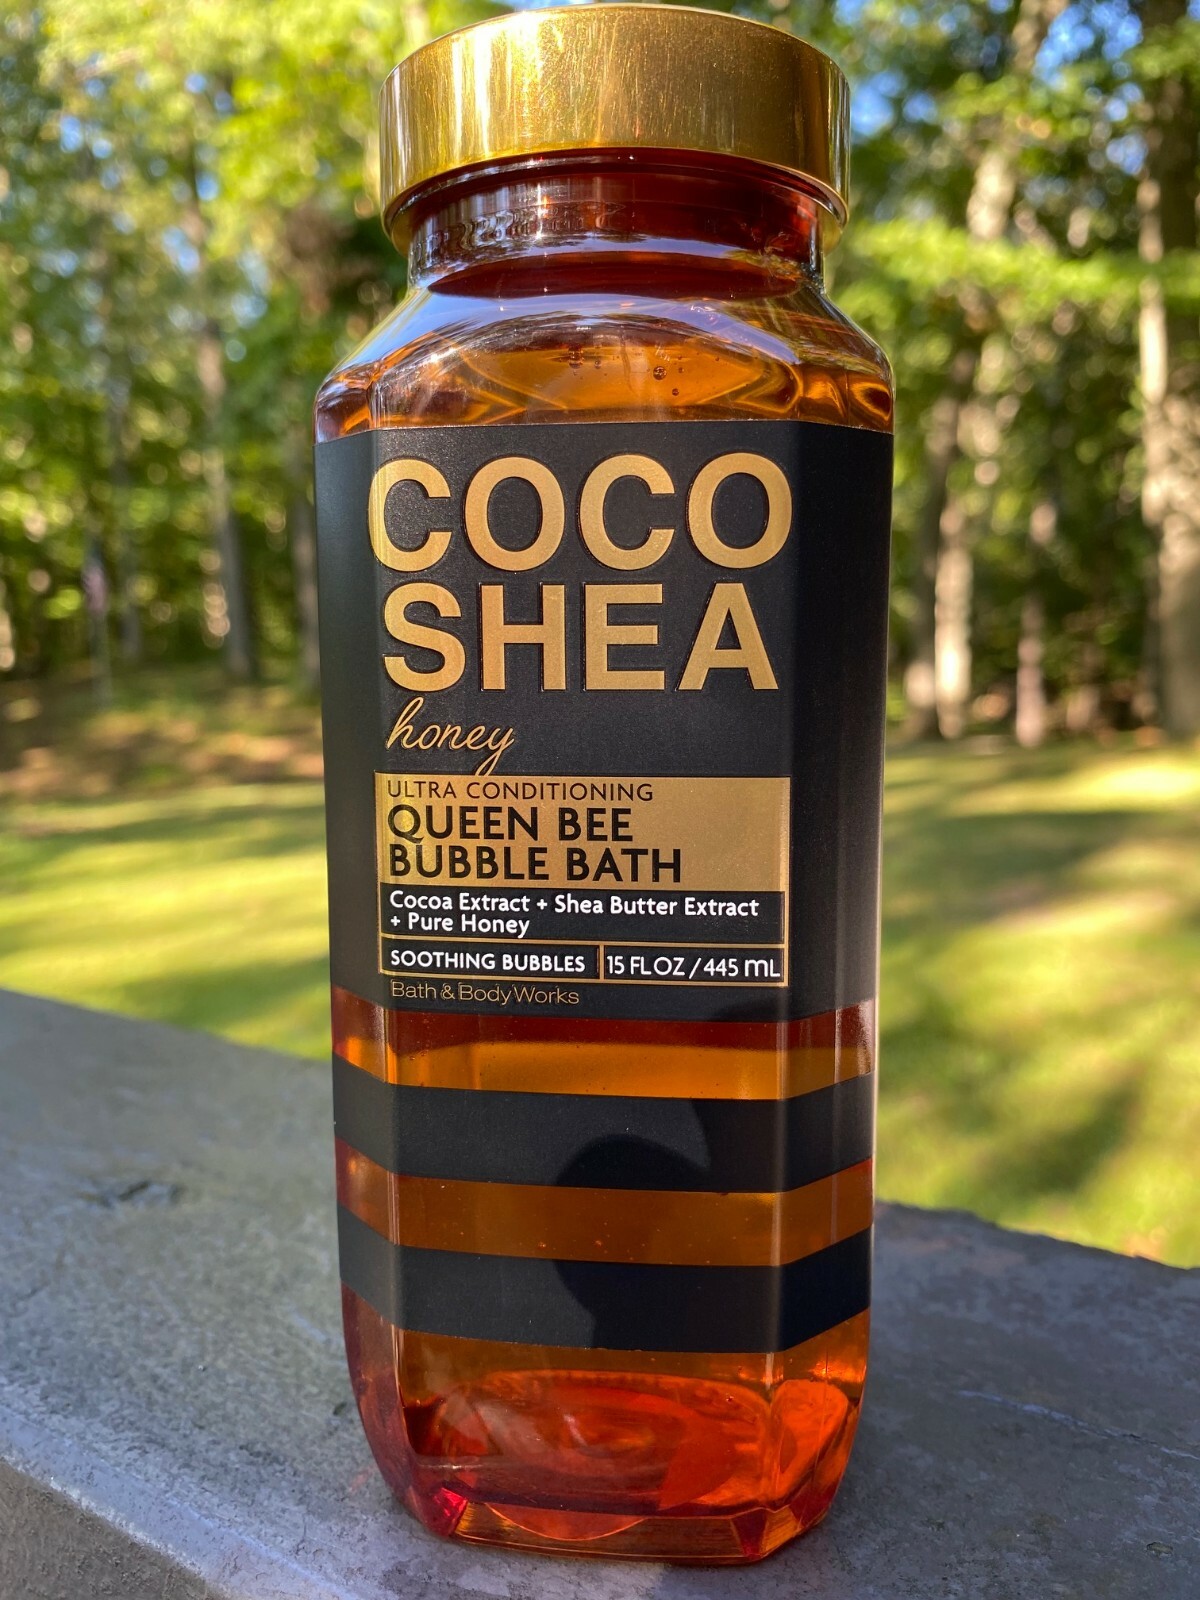 COCO
SHEA
honey
ULTRA CONDITIONING
QUEEN BEE
BUBBLE BATH
Cocoa Extract + Shea Butter Extract
+ Pure Honey
SOOTHING BUBBLES 15 FL OZ / 445 mL
Bath & Body Works